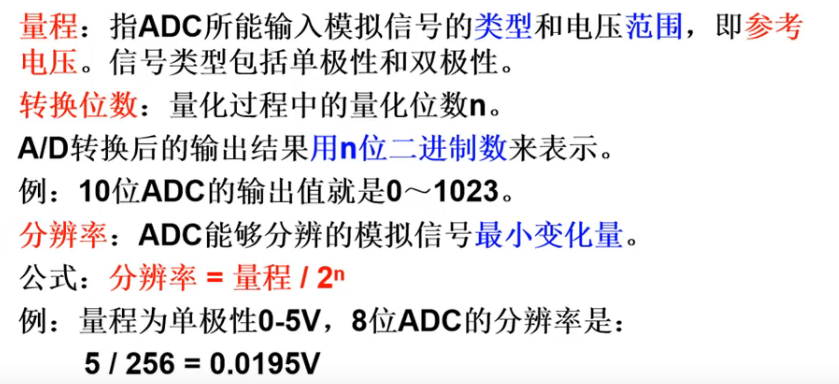 量程：指ADC所能输入模拟信号的类型和电压范围，即参考
电压。信号类型包括单极性和双极性。
转换位数：量化过程中的量化位数n。
A/D转换后的输出结果用n位二进制数来表示。
例：10位ADC的输出值就是0～1023。
分辨率：ADC能够分辨的模拟信号最小变化量。
公式：分辨率 = 量程 / 2ⁿ
例：量程为单极性0-5V，8位ADC的分辨率是：
5 / 256 = 0.0195V